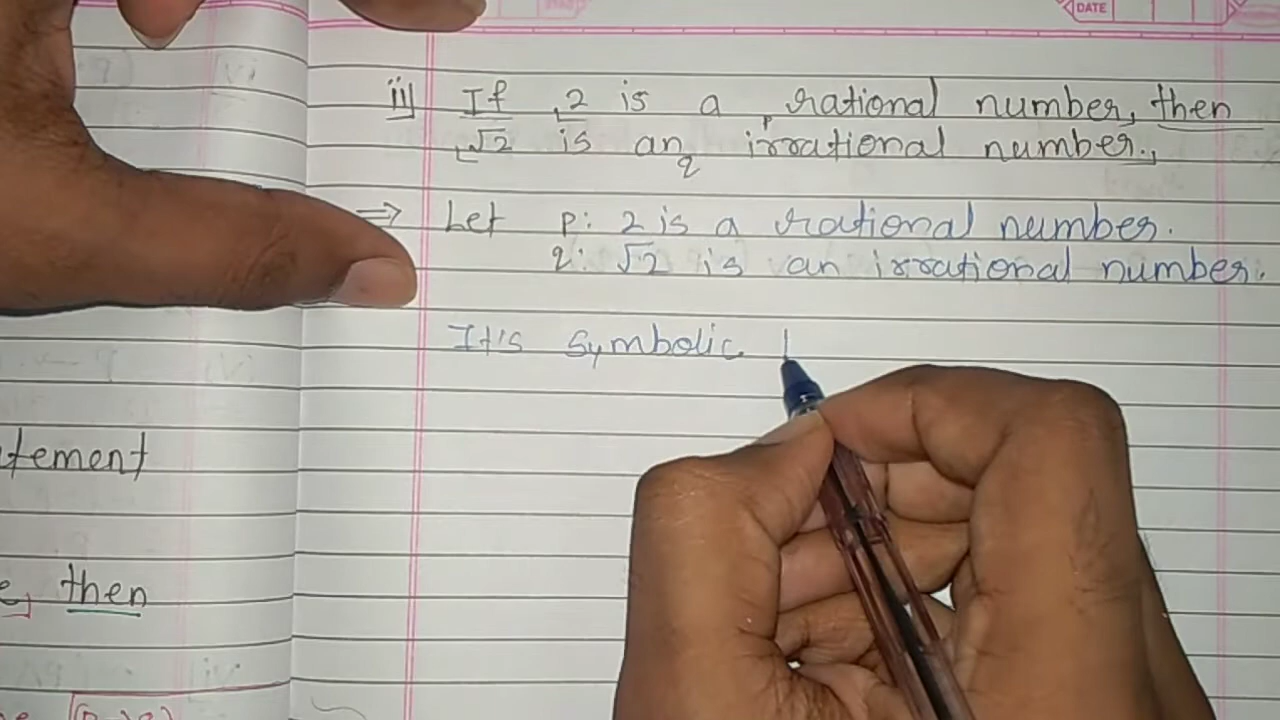 DATE
ii) If 2 is a rational number, then
p
√2 is an irrational number.,
q
⇒ Let p: 2 is a rational number.
q: √2 is an irrational number.
It's Symbolic
tement
then